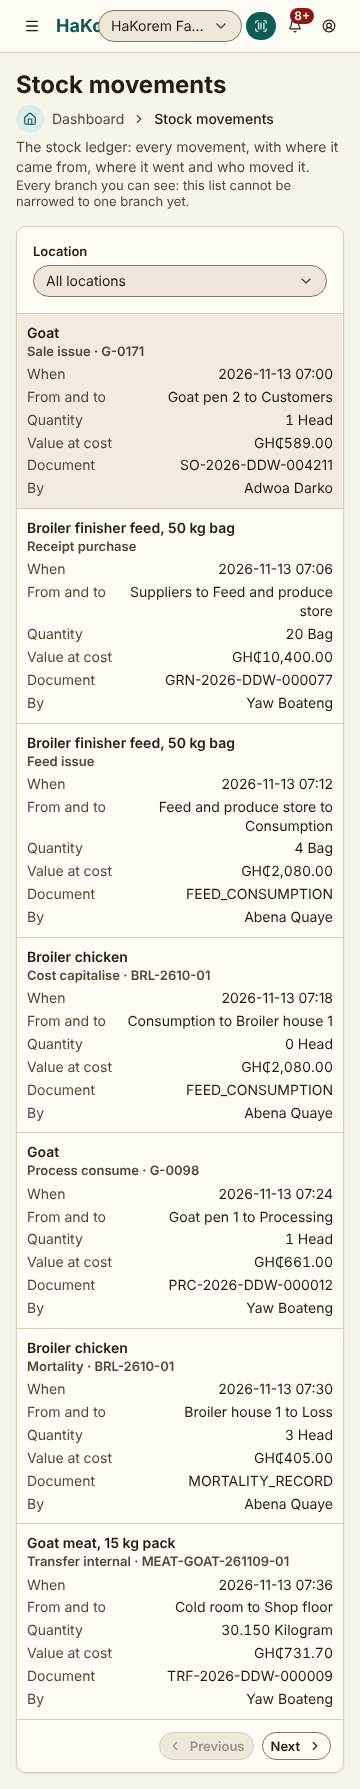 HaKo
HaKorem Fa...
8+
Stock movements
Dashboard > Stock movements
The stock ledger: every movement, with where it
came from, where it went and who moved it.
Every branch you can see: this list cannot be
narrowed to one branch yet.
Location
All locations
Goat
Sale issue · G-0171
When 2026-11-13 07:00
From and to Goat pen 2 to Customers
Quantity 1 Head
Value at cost GH₵589.00
Document SO-2026-DDW-004211
By Adwoa Darko
Broiler finisher feed, 50 kg bag
Receipt purchase
When 2026-11-13 07:06
From and to Suppliers to Feed and produce
store
Quantity 20 Bag
Value at cost GH₵10,400.00
Document GRN-2026-DDW-000077
By Yaw Boateng
Broiler finisher feed, 50 kg bag
Feed issue
When 2026-11-13 07:12
From and to Feed and produce store to
Consumption
Quantity 4 Bag
Value at cost GH₵2,080.00
Document FEED_CONSUMPTION
By Abena Quaye
Broiler chicken
Cost capitalise · BRL-2610-01
When 2026-11-13 07:18
From and to Consumption to Broiler house 1
Quantity 0 Head
Value at cost GH₵2,080.00
Document FEED_CONSUMPTION
By Abena Quaye
Goat
Process consume · G-0098
When 2026-11-13 07:24
From and to Goat pen 1 to Processing
Quantity 1 Head
Value at cost GH₵661.00
Document PRC-2026-DDW-000012
By Yaw Boateng
Broiler chicken
Mortality · BRL-2610-01
When 2026-11-13 07:30
From and to Broiler house 1 to Loss
Quantity 3 Head
Value at cost GH₵405.00
Document MORTALITY_RECORD
By Abena Quaye
Goat meat, 15 kg pack
Transfer internal · MEAT-GOAT-261109-01
When 2026-11-13 07:36
From and to Cold room to Shop floor
Quantity 30.150 Kilogram
Value at cost GH₵731.70
Document TRF-2026-DDW-000009
By Yaw Boateng
Previous Next